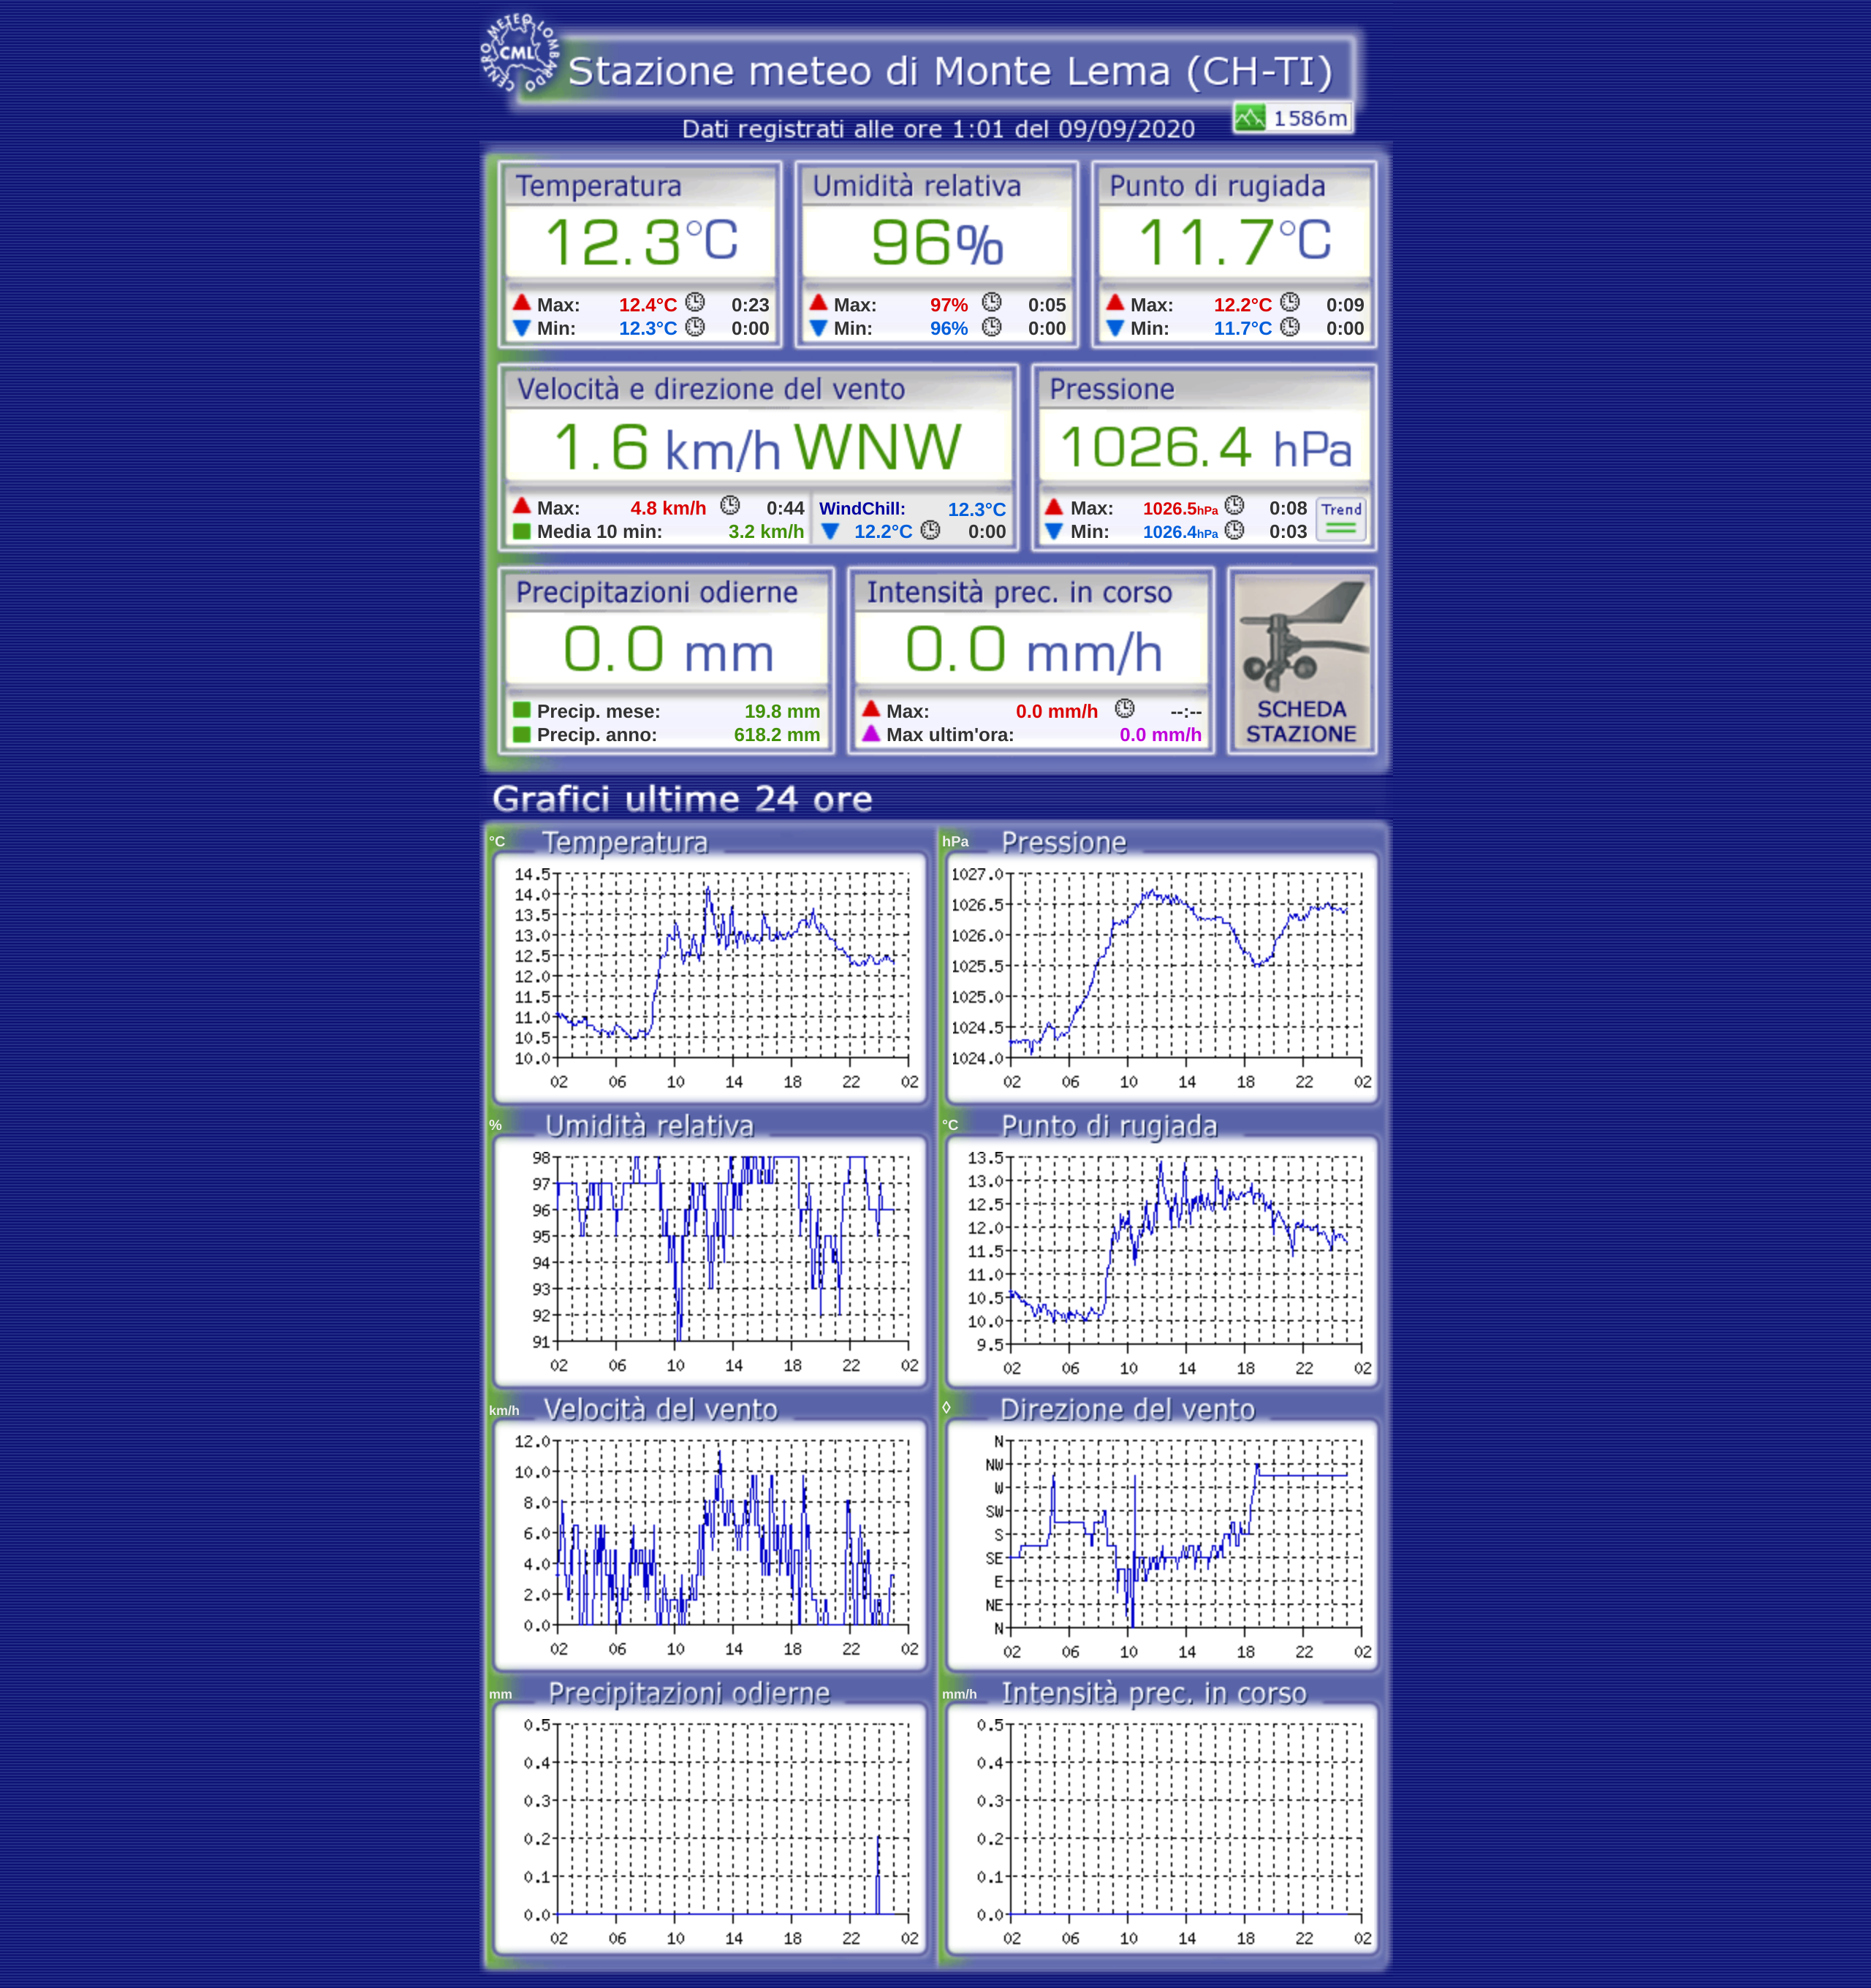 CENTRO METEO LOMBARDO
CML
Stazione meteo di Monte Lema (CH-TI)
1586m
Dati registrati alle ore 1:01 del 09/09/2020
Temperatura
12.3°C
Max: 12.4°C 0:23
Min: 12.3°C 0:00
Umidità relativa
96%
Max: 97% 0:05
Min: 96% 0:00
Punto di rugiada
11.7°C
Max: 12.2°C 0:09
Min: 11.7°C 0:00
Velocità e direzione del vento
1.6 km/h WNW
Max: 4.8 km/h 0:44
Media 10 min: 3.2 km/h
WindChill: 12.3°C
12.2°C 0:00
Pressione
1026.4 hPa
Max: 1026.5hPa 0:08
Min: 1026.4hPa 0:03
Trend
Precipitazioni odierne
0.0 mm
Precip. mese: 19.8 mm
Precip. anno: 618.2 mm
Intensità prec. in corso
0.0 mm/h
Max: 0.0 mm/h --:--
Max ultim'ora: 0.0 mm/h
SCHEDA
STAZIONE
Grafici ultime 24 ore
°C Temperatura
14.5
14.0
13.5
13.0
12.5
12.0
11.5
11.0
10.5
10.0
02 06 10 14 18 22 02
hPa Pressione
1027.0
1026.5
1026.0
1025.5
1025.0
1024.5
1024.0
02 06 10 14 18 22 02
% Umidità relativa
98
97
96
95
94
93
92
91
02 06 10 14 18 22 02
°C Punto di rugiada
13.5
13.0
12.5
12.0
11.5
11.0
10.5
10.0
9.5
02 06 10 14 18 22 02
km/h Velocità del vento
12.0
10.0
8.0
6.0
4.0
2.0
0.0
02 06 10 14 18 22 02
◊ Direzione del vento
N
NW
W
SW
S
SE
E
NE
N
02 06 10 14 18 22 02
mm Precipitazioni odierne
0.5
0.4
0.3
0.2
0.1
0.0
02 06 10 14 18 22 02
mm/h Intensità prec. in corso
0.5
0.4
0.3
0.2
0.1
0.0
02 06 10 14 18 22 02